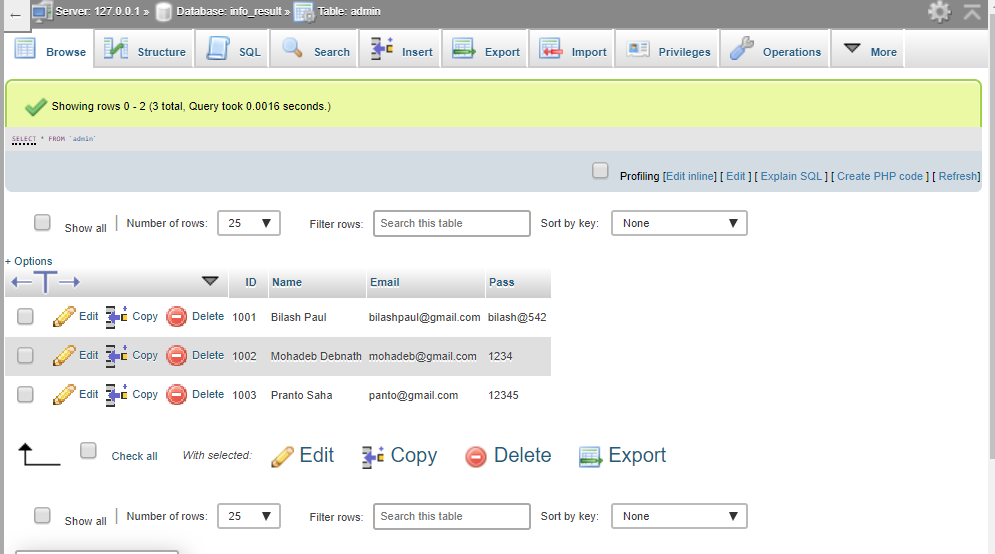 Server: 127.0.0.1 » Database: info_result » Table: admin
Browse Structure SQL Search Insert Export Import Privileges Operations More
Showing rows 0 - 2 (3 total, Query took 0.0016 seconds.)
SELECT * FROM `admin`
Profiling [Edit inline] [ Edit ] [ Explain SQL ] [ Create PHP code ] [ Refresh]
Show all | Number of rows: 25 Filter rows: Search this table Sort by key: None
+ Options
ID Name Email Pass
Edit Copy Delete 1001 Bilash Paul bilashpaul@gmail.com bilash@542
Edit Copy Delete 1002 Mohadeb Debnath mohadeb@gmail.com 1234
Edit Copy Delete 1003 Pranto Saha panto@gmail.com 12345
Check all With selected: Edit Copy Delete Export
Show all | Number of rows: 25 Filter rows: Search this table Sort by key: None